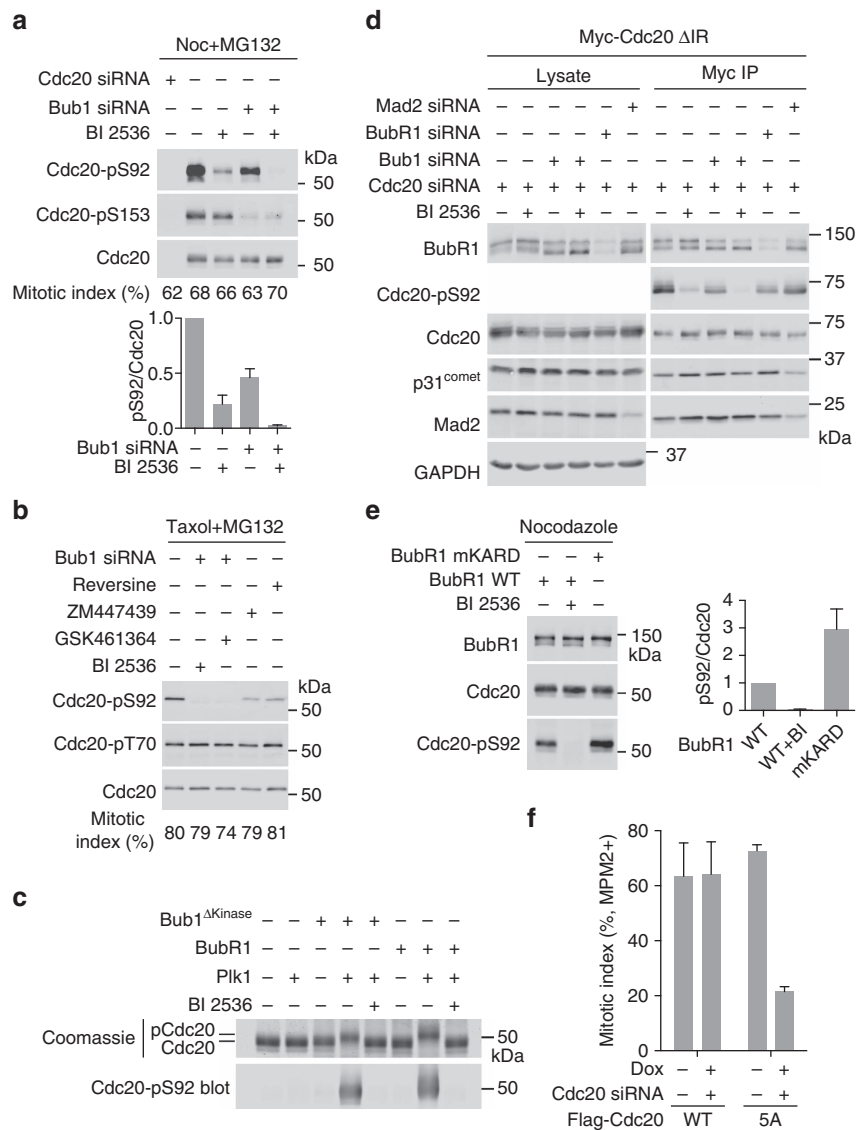 a
Noc+MG132
Cdc20 siRNA + – – – –
Bub1 siRNA – – – + +
BI 2536 – – + – +
Cdc20-pS92
kDa
50
Cdc20-pS153
50
Cdc20
50
Mitotic index (%) 62 68 66 63 70
pS92/Cdc20
1.0
0.5
0.0
Bub1 siRNA – – + +
BI 2536 – + – +
b
Taxol+MG132
Bub1 siRNA – + + – –
Reversine – – – – +
ZM447439 – – – + –
GSK461364 – – + – –
BI 2536 – + – – –
Cdc20-pS92
kDa
50
Cdc20-pT70
50
Cdc20
50
Mitotic
index (%) 80 79 74 79 81
c
Bub1ΔKinase – – + + + – – –
BubR1 – – – – – + + +
Plk1 – + – + + – + +
BI 2536 – – – – + – – +
Coomassie
pCdc20
Cdc20
50
kDa
Cdc20-pS92 blot
50
d
Myc-Cdc20 ΔIR
Lysate Myc IP
Mad2 siRNA – – – – – + – – – – – +
BubR1 siRNA – – – – + – – – – – + –
Bub1 siRNA – – + + – – – – + + – –
Cdc20 siRNA + + + + + + + + + + + +
BI 2536 – + – + – – – + – + – –
BubR1
150
Cdc20-pS92
75
Cdc20
75
p31comet
37
Mad2
25
kDa
GAPDH
37
e
Nocodazole
BubR1 mKARD – – +
BubR1 WT + + –
BI 2536 – + –
BubR1
150
kDa
Cdc20
50
Cdc20-pS92
50
pS92/Cdc20
4
3
2
1
0
BubR1
WT
WT+BI
mKARD
f
Mitotic index (%, MPM2+)
80
60
40
20
0
Dox – + – +
Cdc20 siRNA – + – +
Flag-Cdc20 WT 5A